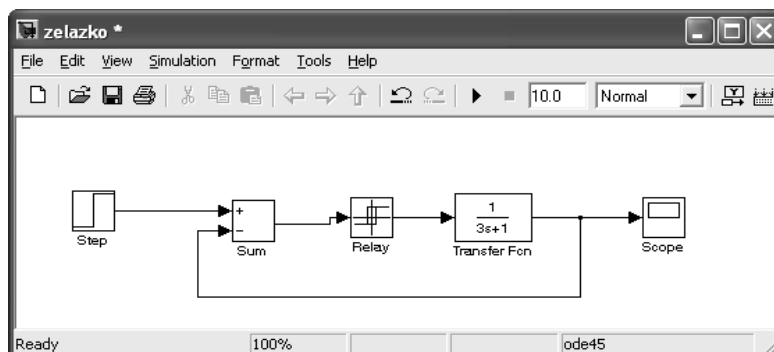 zelazko *
File Edit View Simulation Format Tools Help
10.0 Normal
Step
+
−
Sum
Relay
1
3s+1
Transfer Fcn
Scope
Ready 100% ode45